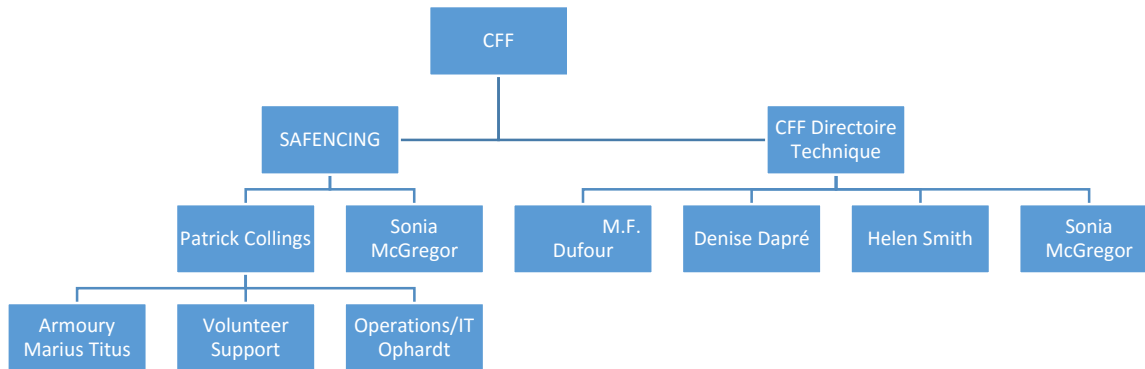 CFF
SAFENCING
CFF Directoire
Technique
Patrick Collings
Sonia
McGregor
M.F.
Dufour
Denise Dapré
Helen Smith
Sonia
McGregor
Armoury
Marius Titus
Volunteer
Support
Operations/IT
Ophardt